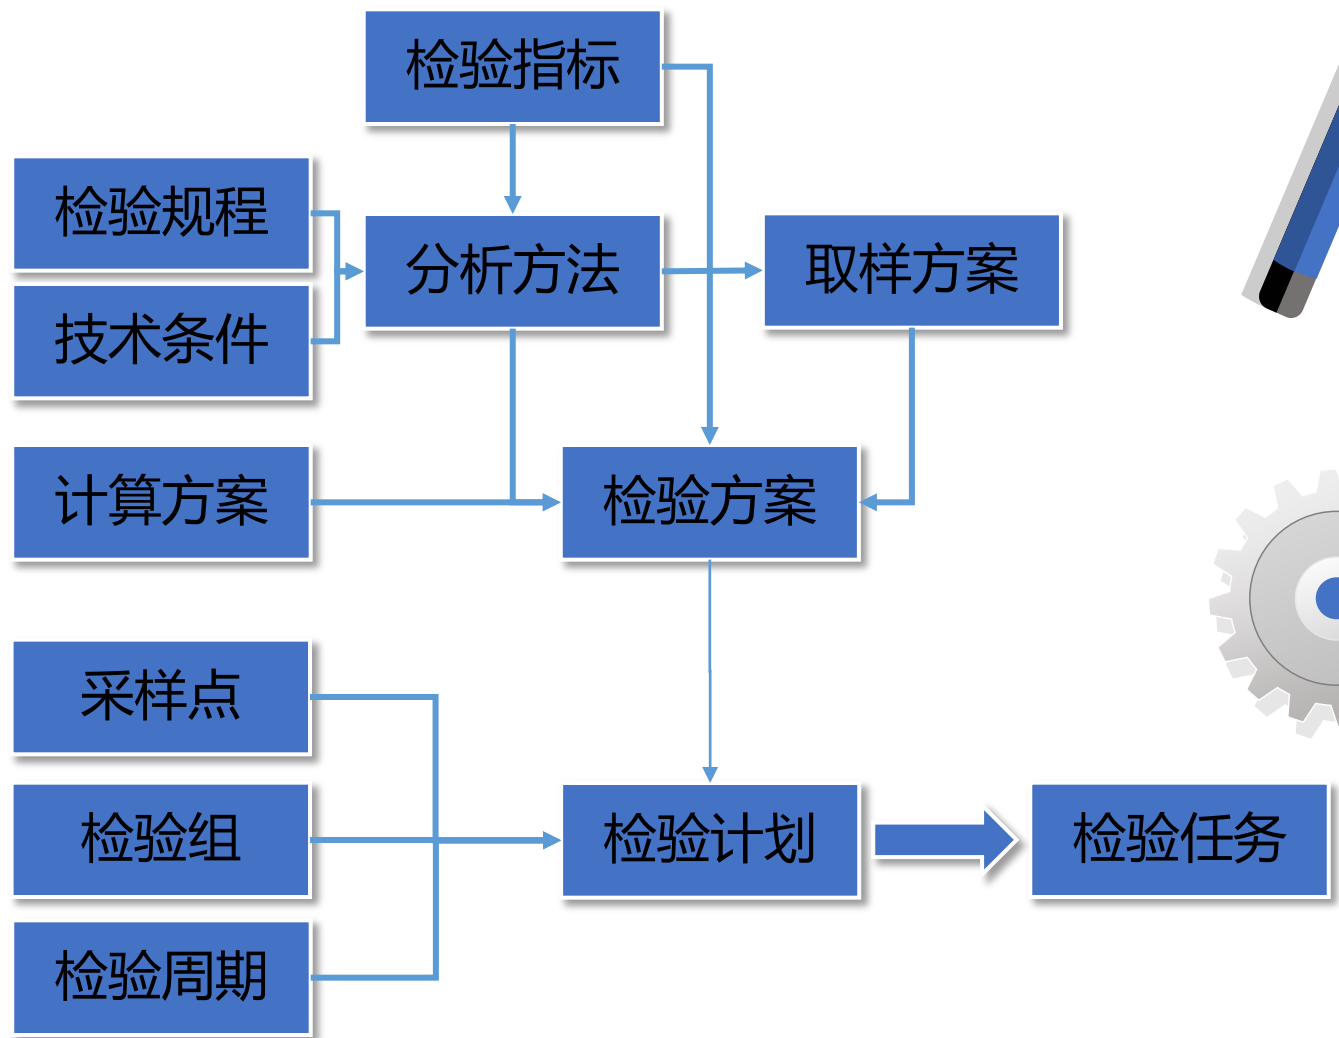 检验指标
检验规程
分析方法
取样方案
技术条件
计算方案
检验方案
采样点
检验组
检验计划
检验任务
检验周期